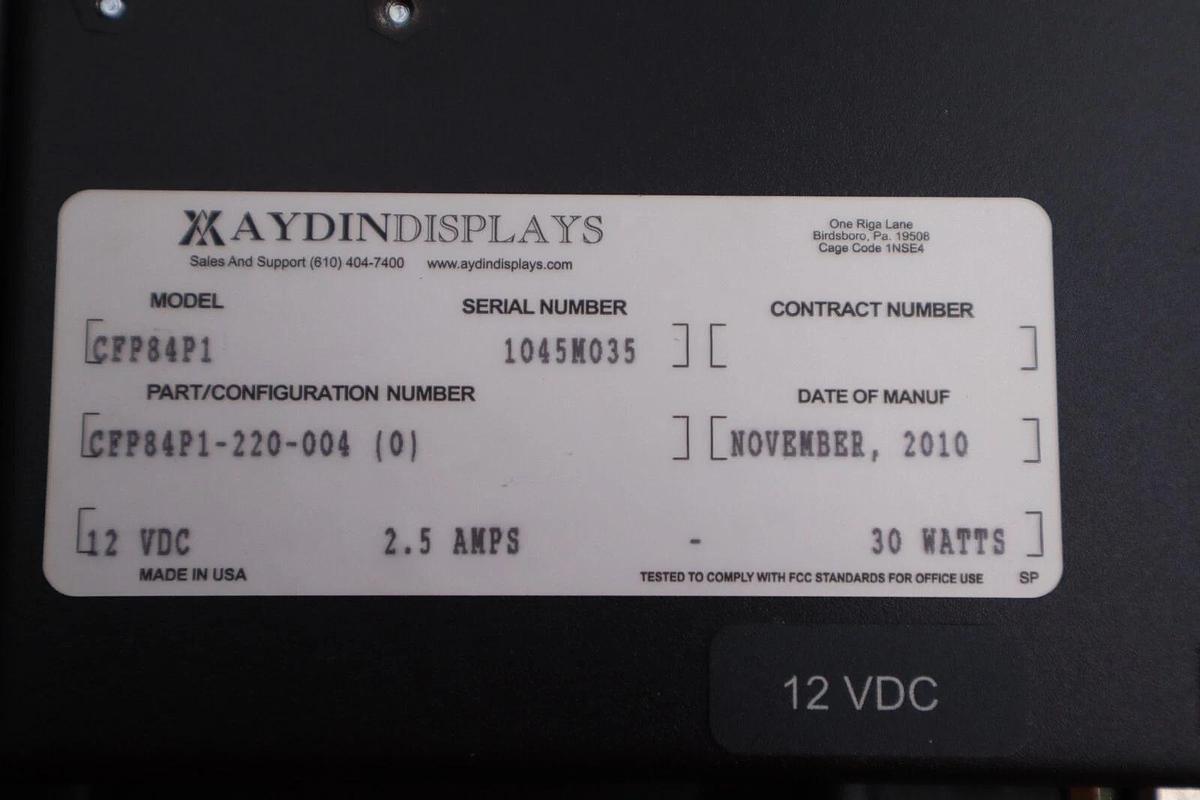 AYDINDISPLAYS
Sales And Support (610) 404-7400 www.aydindisplays.com
One Riga Lane
Birdsboro, Pa. 19508
Cage Code 1NSE4
MODEL SERIAL NUMBER CONTRACT NUMBER
CFP84P1 1045M035
PART/CONFIGURATION NUMBER DATE OF MANUF
CFP84P1-220-004 (0) NOVEMBER, 2010
12 VDC 2.5 AMPS - 30 WATTS
MADE IN USA TESTED TO COMPLY WITH FCC STANDARDS FOR OFFICE USE SP
12 VDC